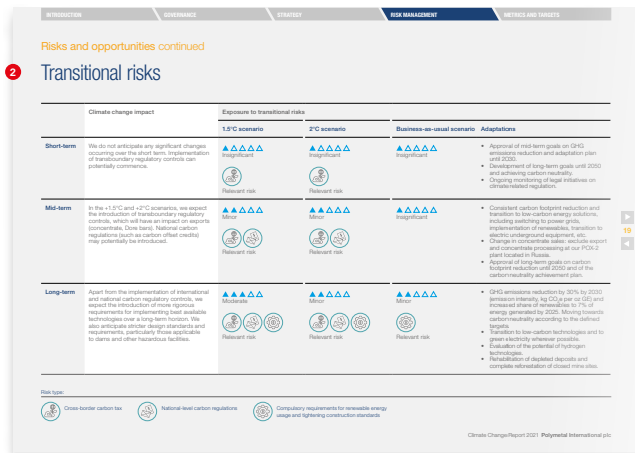 INTRODUCTION
GOVERNANCE
STRATEGY
RISK MANAGEMENT
METRICS AND TARGETS
Risks and opportunities continued
2
Transitional risks
Climate change impact
Exposure to transitional risks
1.5°C scenario
2°C scenario
Business-as-usual scenario
Adaptations
Short-term
We do not anticipate any significant changes
occurring over the short term. Implementation
of transboundary regulatory controls can
potentially commence.
Insignificant
Relevant risk
Insignificant
Relevant risk
Insignificant
• Approval of mid-term goals on GHG
emissions reduction and adaptation plan
until 2030.
• Development of long-term goals until 2050
and achieving carbon neutrality.
• Ongoing monitoring of legal initiatives on
climate-related regulation.
Mid-term
In the +1.5°C and +2°C scenarios, we expect
the introduction of transboundary regulatory
controls, which will have an impact on exports
(concentrate, Dore bars). National carbon
regulations (such as carbon offset credits)
may potentially be introduced.
Minor
Relevant risk
Minor
Relevant risk
Insignificant
• Consistent carbon footprint reduction and
transition to low-carbon energy solutions,
including switching to power grids,
implementation of renewables, transition to
electric underground equipment, etc.
• Change in concentrate sales: exclude export
and concentrate processing at our POX-2
plant located in Russia.
• Approval of long-term goals on carbon
footprint reduction until 2050 and of the
carbon neutrality achievement plan.
Long-term
Apart from the implementation of international
and national carbon regulatory controls, we
expect the introduction of more rigorous
requirements for implementing best available
technologies over a long-term horizon. We
also anticipate stricter design standards and
requirements, particularly those applicable
to dams and other hazardous facilities.
Moderate
Relevant risk
Minor
Relevant risk
Minor
Relevant risk
• GHG emissions reduction by 30% by 2030
(emission intensity, kg CO2e per oz GE) and
increased share of renewables to 7% of
energy, generated by 2025. Moving towards
carbon neutrality according to the defined
targets.
• Transition to low-carbon technologies and to
green electricity wherever possible.
• Evaluation of the potential of hydrogen
technologies.
• Rehabilitation of depleted deposits and
complete reforestation of closed mine sites.
19
Risk type:
Cross-border carbon tax
National-level carbon regulations
Compulsory requirements for renewable energy
usage and tightening construction standards
Climate Change Report 2021 Polymetal International plc